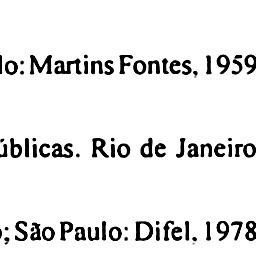 lo: Martins Fontes, 1959
úblicas. Rio de Janeiro
; São Paulo: Difel, 1978